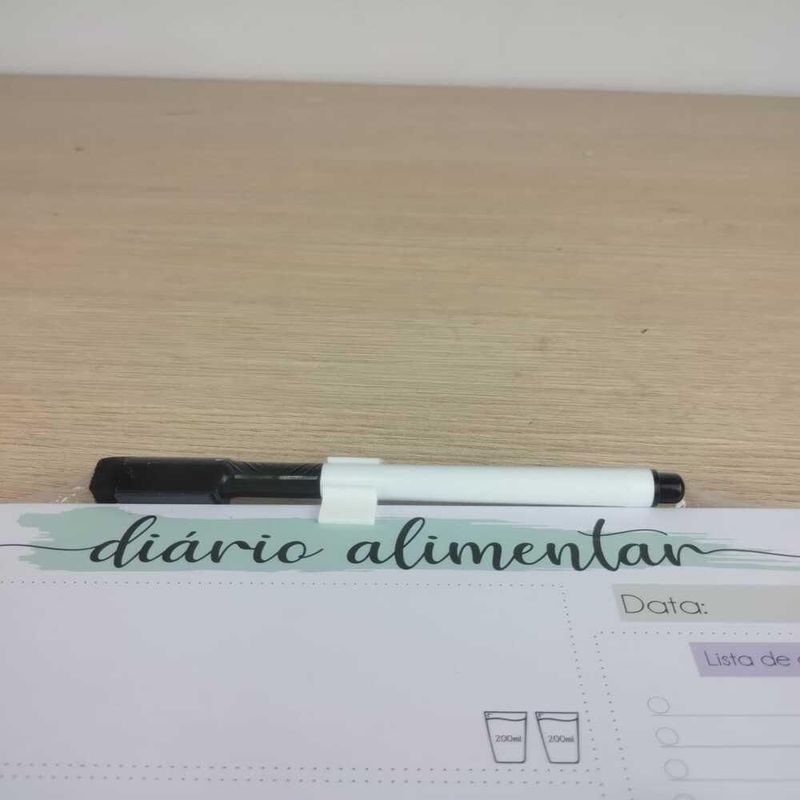 diário alimentar
Data:
Lista de
200ml 200ml